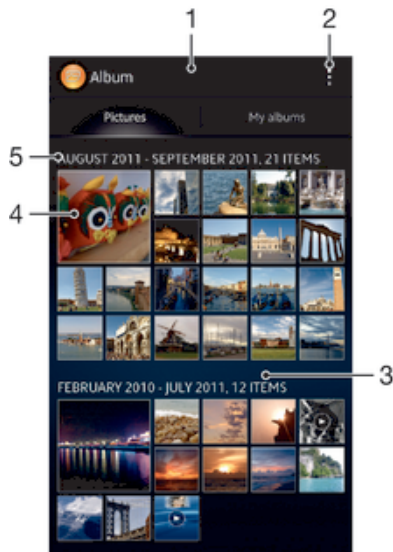 1
2
Album
Pictures
My albums
5
AUGUST 2011 - SEPTEMBER 2011, 21 ITEMS
4
3
FEBRUARY 2010 - JULY 2011, 12 ITEMS